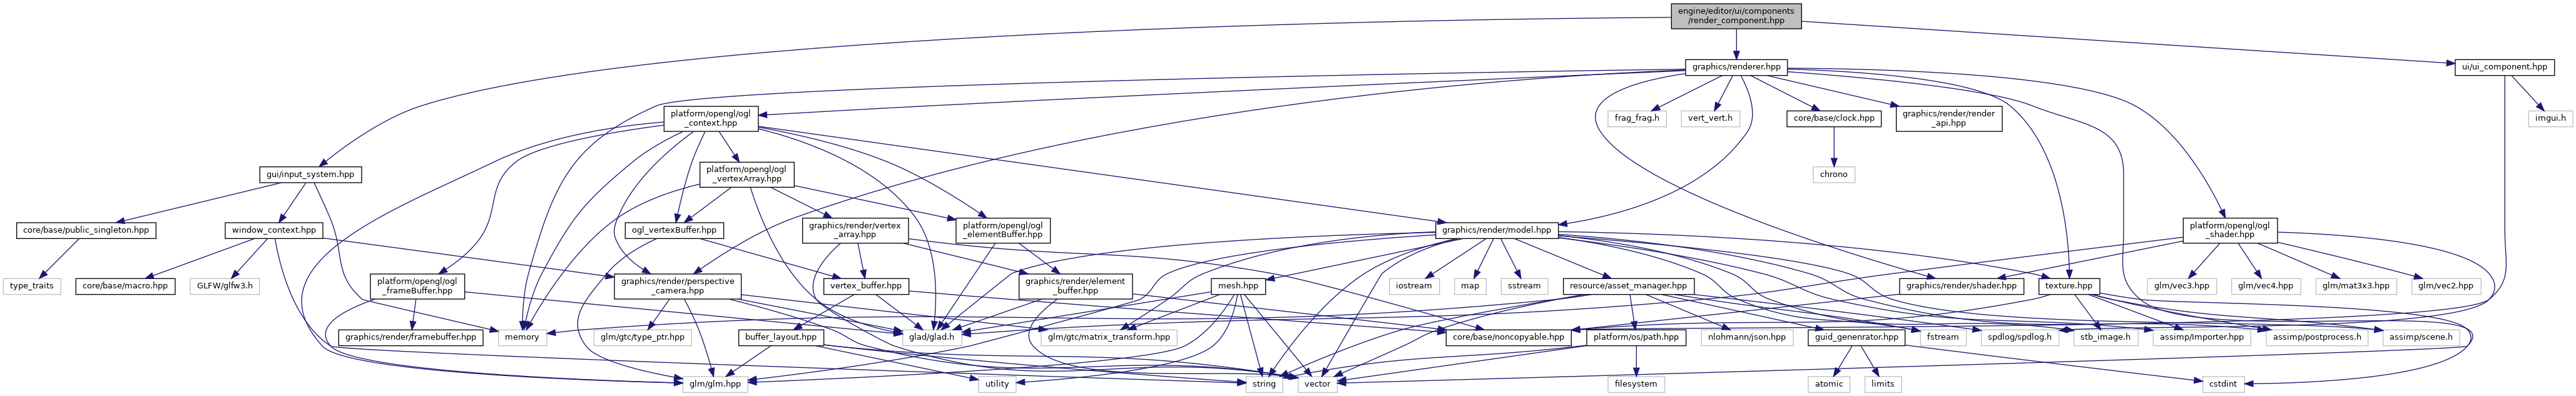 engine/editor/ui/components
/render_component.hpp
graphics/renderer.hpp
ui/ui_component.hpp
platform/opengl/ogl
_context.hpp
frag_frag.h
vert_vert.h
core/base/clock.hpp
graphics/render/render
_api.hpp
imgui.h
gui/input_system.hpp
platform/opengl/ogl
_vertexArray.hpp
chrono
core/base/public_singleton.hpp
window_context.hpp
ogl_vertexBuffer.hpp
graphics/render/vertex
_array.hpp
platform/opengl/ogl
_elementBuffer.hpp
graphics/render/model.hpp
platform/opengl/ogl
_shader.hpp
type_traits
core/base/macro.hpp
GLFW/glfw3.h
platform/opengl/ogl
_frameBuffer.hpp
graphics/render/perspective
_camera.hpp
vertex_buffer.hpp
graphics/render/element
_buffer.hpp
mesh.hpp
iostream
map
sstream
resource/asset_manager.hpp
graphics/render/shader.hpp
texture.hpp
glm/vec3.hpp
glm/vec4.hpp
glm/mat3x3.hpp
glm/vec2.hpp
graphics/render/framebuffer.hpp
memory
glm/gtc/type_ptr.hpp
buffer_layout.hpp
glad/glad.h
glm/gtc/matrix_transform.hpp
core/base/noncopyable.hpp
platform/os/path.hpp
nlohmann/json.hpp
guid_genenrator.hpp
fstream
spdlog/spdlog.h
stb_image.h
assimp/Importer.hpp
assimp/postprocess.h
assimp/scene.h
glm/glm.hpp
utility
string
vector
filesystem
atomic
limits
cstdint